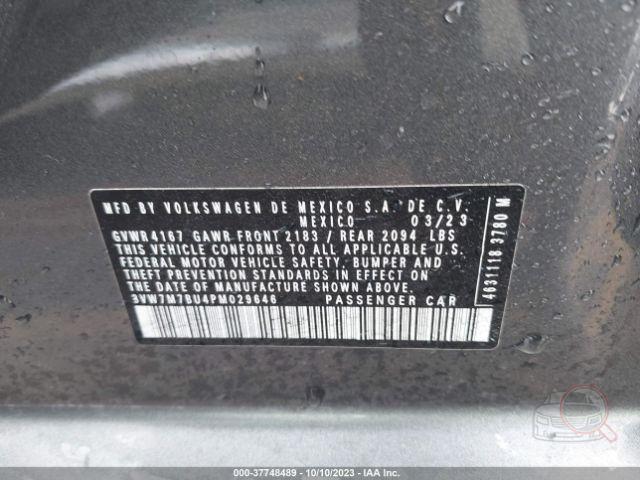 MFD BY VOLKSWAGEN DE MEXICO S.A. DE C.V.
MEXICO 03/23
GVWR 4167 GAWR FRONT 2183 / REAR 2094 LBS
THIS VEHICLE CONFORMS TO ALL APPLICABLE U.S.
FEDERAL MOTOR VEHICLE SAFETY, BUMPER AND
THEFT PREVENTION STANDARDS IN EFFECT ON
THE DATE OF MANUFACTURE SHOWN ABOVE.
3VW7M7BU4PM029646 PASSENGER CAR
4631118 3780 M
000-37748489 - 10/10/2023 - IAA Inc.